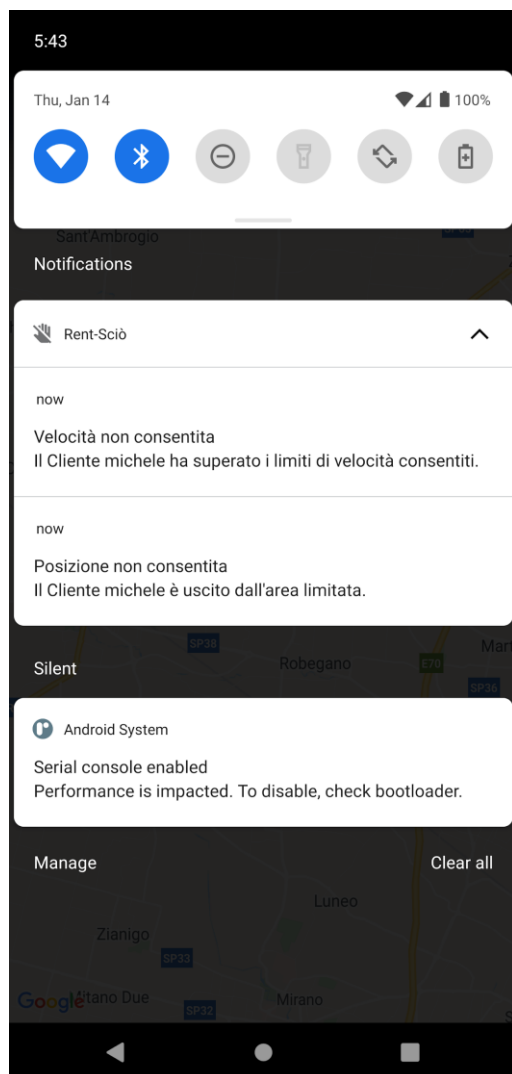 5:43
Thu, Jan 14
100%
Sant'Ambrogio
Notifications
Rent-Sciò
now
Velocità non consentita
Il Cliente michele ha superato i limiti di velocità consentiti.
now
Posizione non consentita
Il Cliente michele è uscito dall'area limitata.
SP38
Robegano
E70
SP36
Silent
Android System
Serial console enabled
Performance is impacted. To disable, check bootloader.
Manage
Clear all
Luneo
Zianigo
SP33
Google
Due
Mirano
SP32